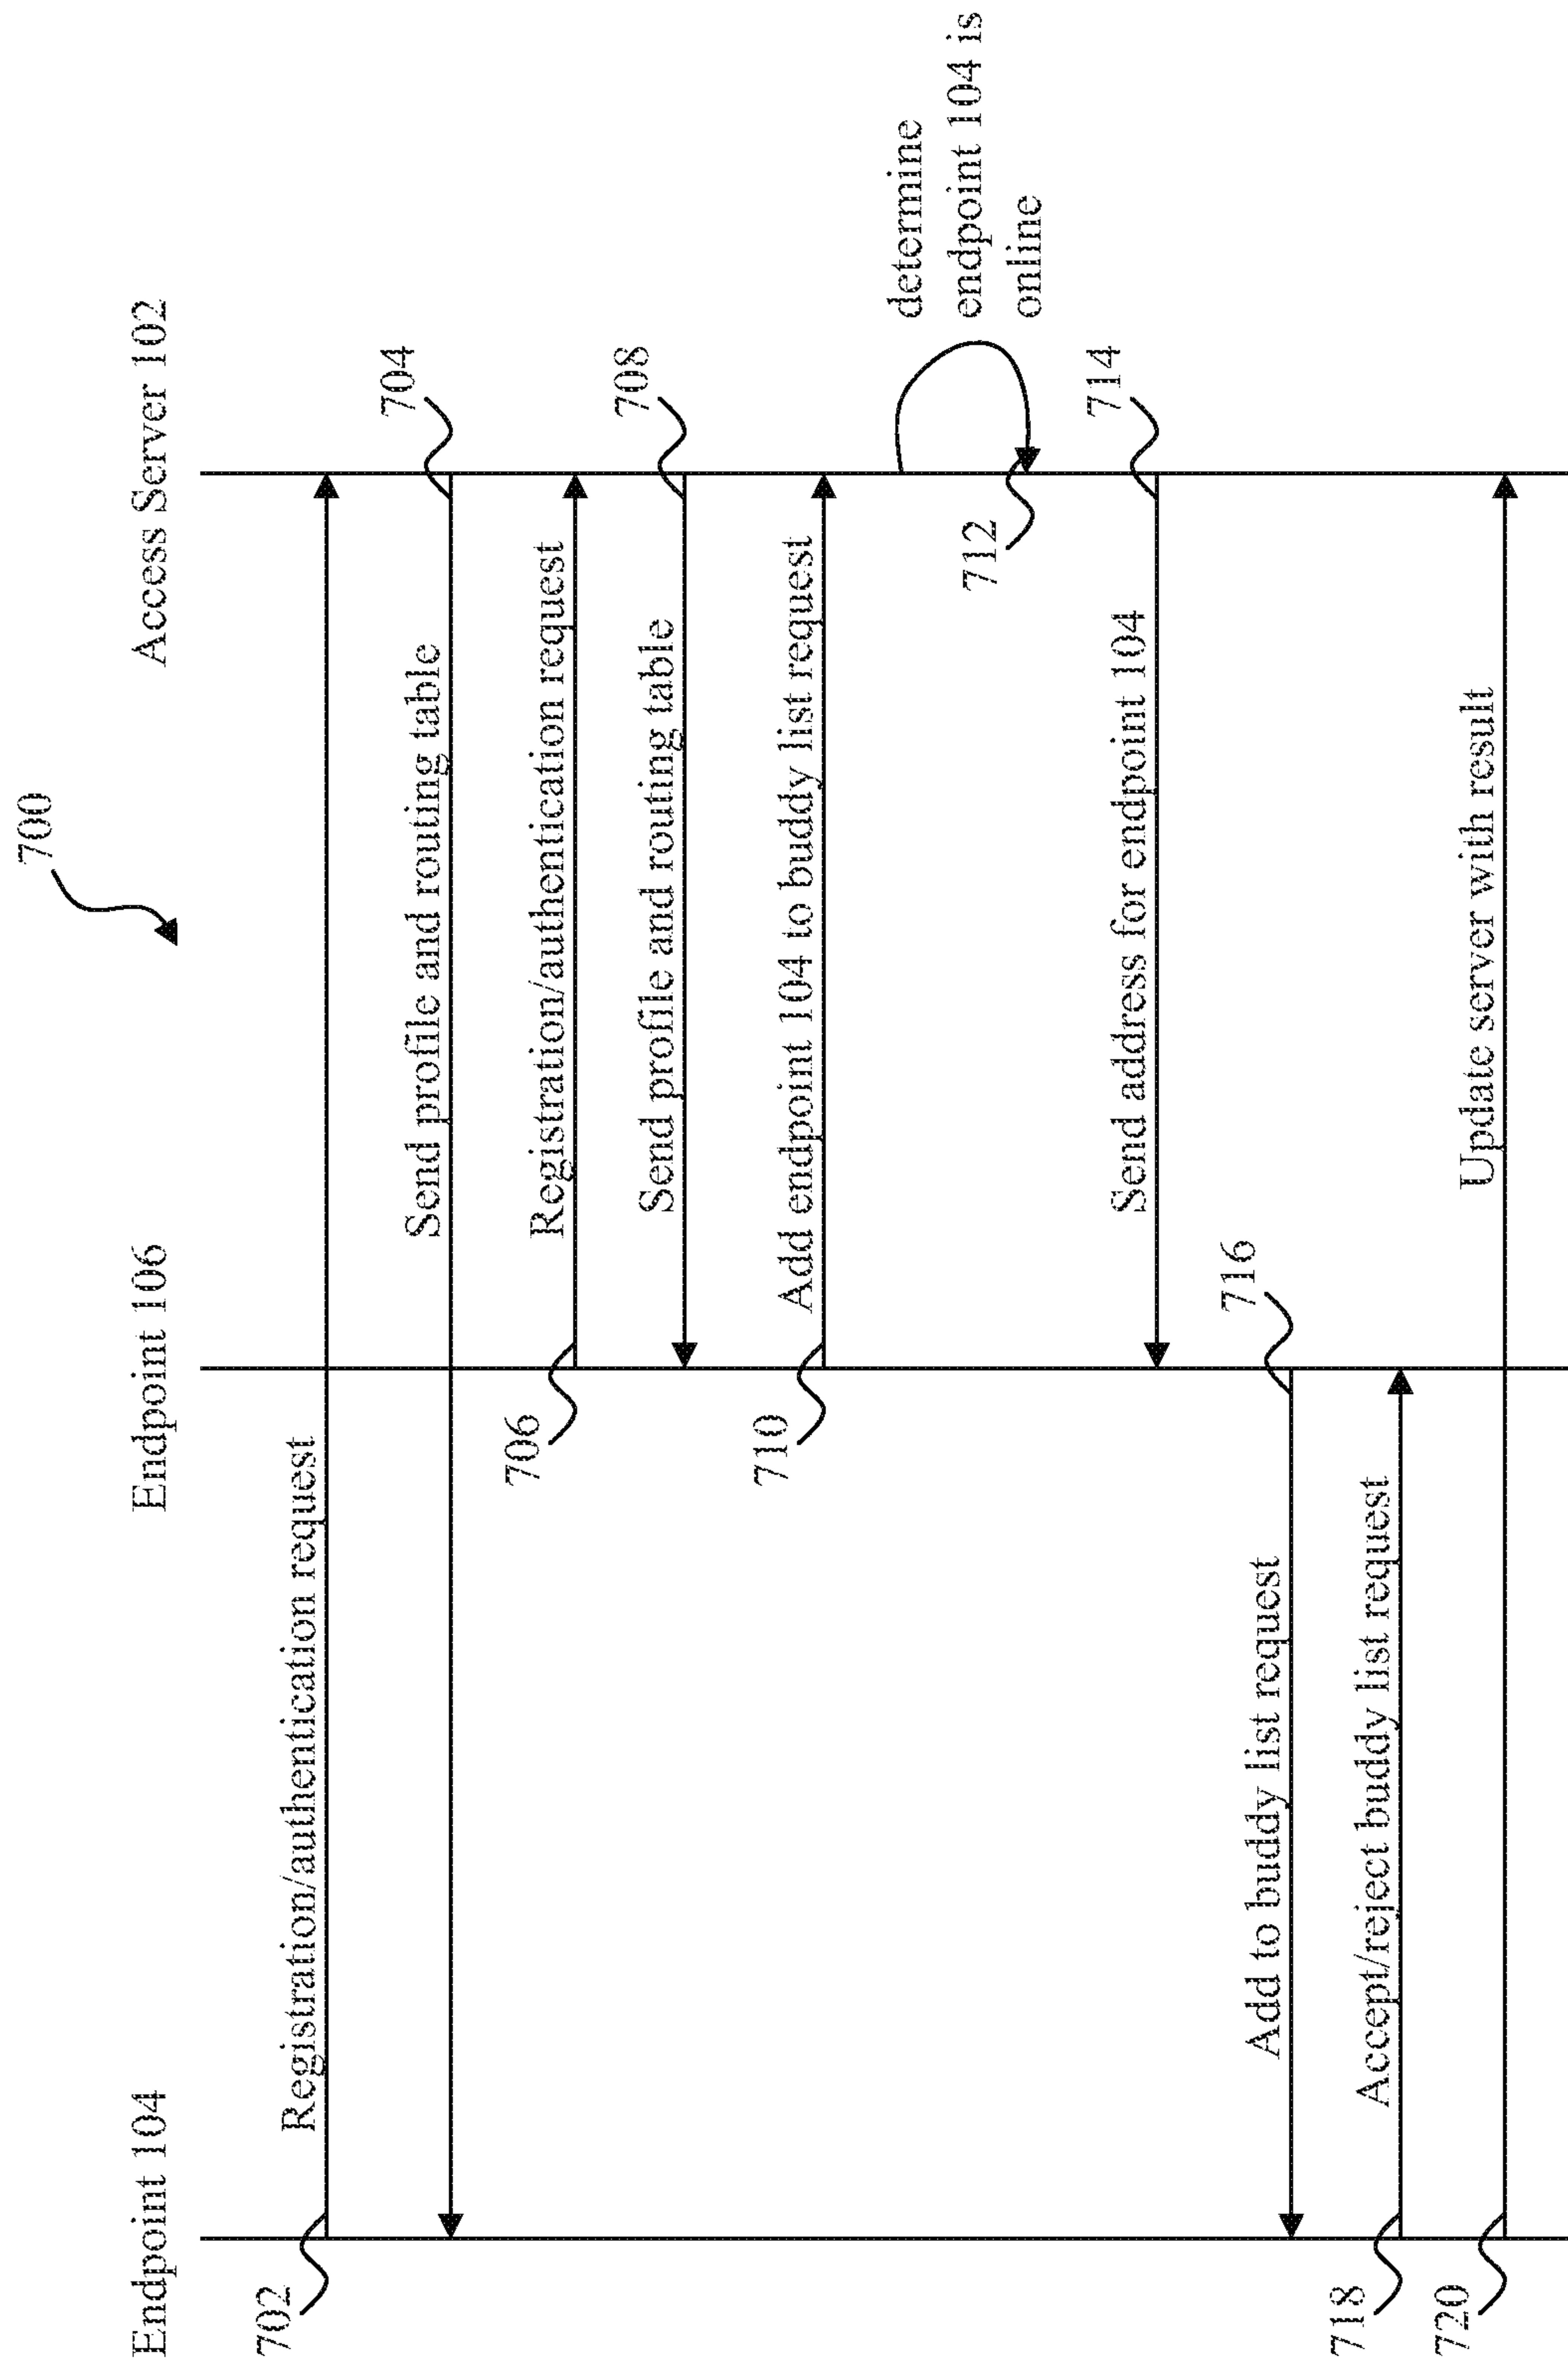 700
Endpoint 104
Endpoint 106
Access Server 102
Registration/authentication request
702
Send profile and routing table
704
Registration/authentication request
706
Send profile and routing table
708
Add endpoint 104 to buddy list request
710
determine
endpoint 104 is
online
712
Send address for endpoint 104
714
716
Add to buddy list request
Accept/reject buddy list request
718
Update server with result
720